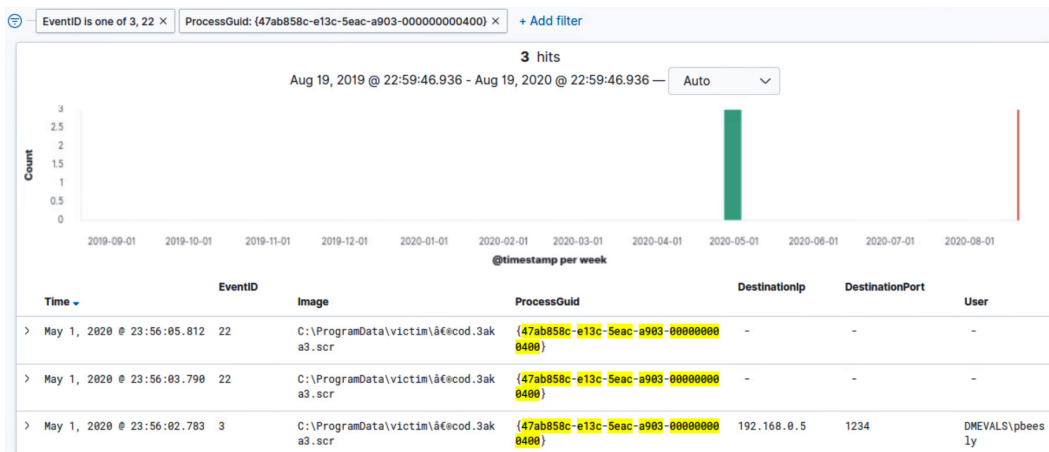 EventID is one of 3, 22 × ProcessGuid: {47ab858c-e13c-5eac-a903-000000000400} × + Add filter
3 hits
Aug 19, 2019 @ 22:59:46.936 - Aug 19, 2020 @ 22:59:46.936 — Auto
3
2.5
2
1.5
1
0.5
0
Count
2019-09-01 2019-10-01 2019-11-01 2019-12-01 2020-01-01 2020-02-01 2020-03-01 2020-04-01 2020-05-01 2020-06-01 2020-07-01 2020-08-01
@timestamp per week
Time EventID Image ProcessGuid DestinationIp DestinationPort User
> May 1, 2020 @ 23:56:05.812 22 C:\ProgramData\victim\â€®cod.3ak {47ab858c-e13c-5eac-a903-00000000 - - -
a3.scr 0400}
> May 1, 2020 @ 23:56:03.790 22 C:\ProgramData\victim\â€®cod.3ak {47ab858c-e13c-5eac-a903-00000000 - - -
a3.scr 0400}
> May 1, 2020 @ 23:56:02.783 3 C:\ProgramData\victim\â€®cod.3ak {47ab858c-e13c-5eac-a903-00000000 192.168.0.5 1234 DMEVALS\pbees
a3.scr 0400} ly